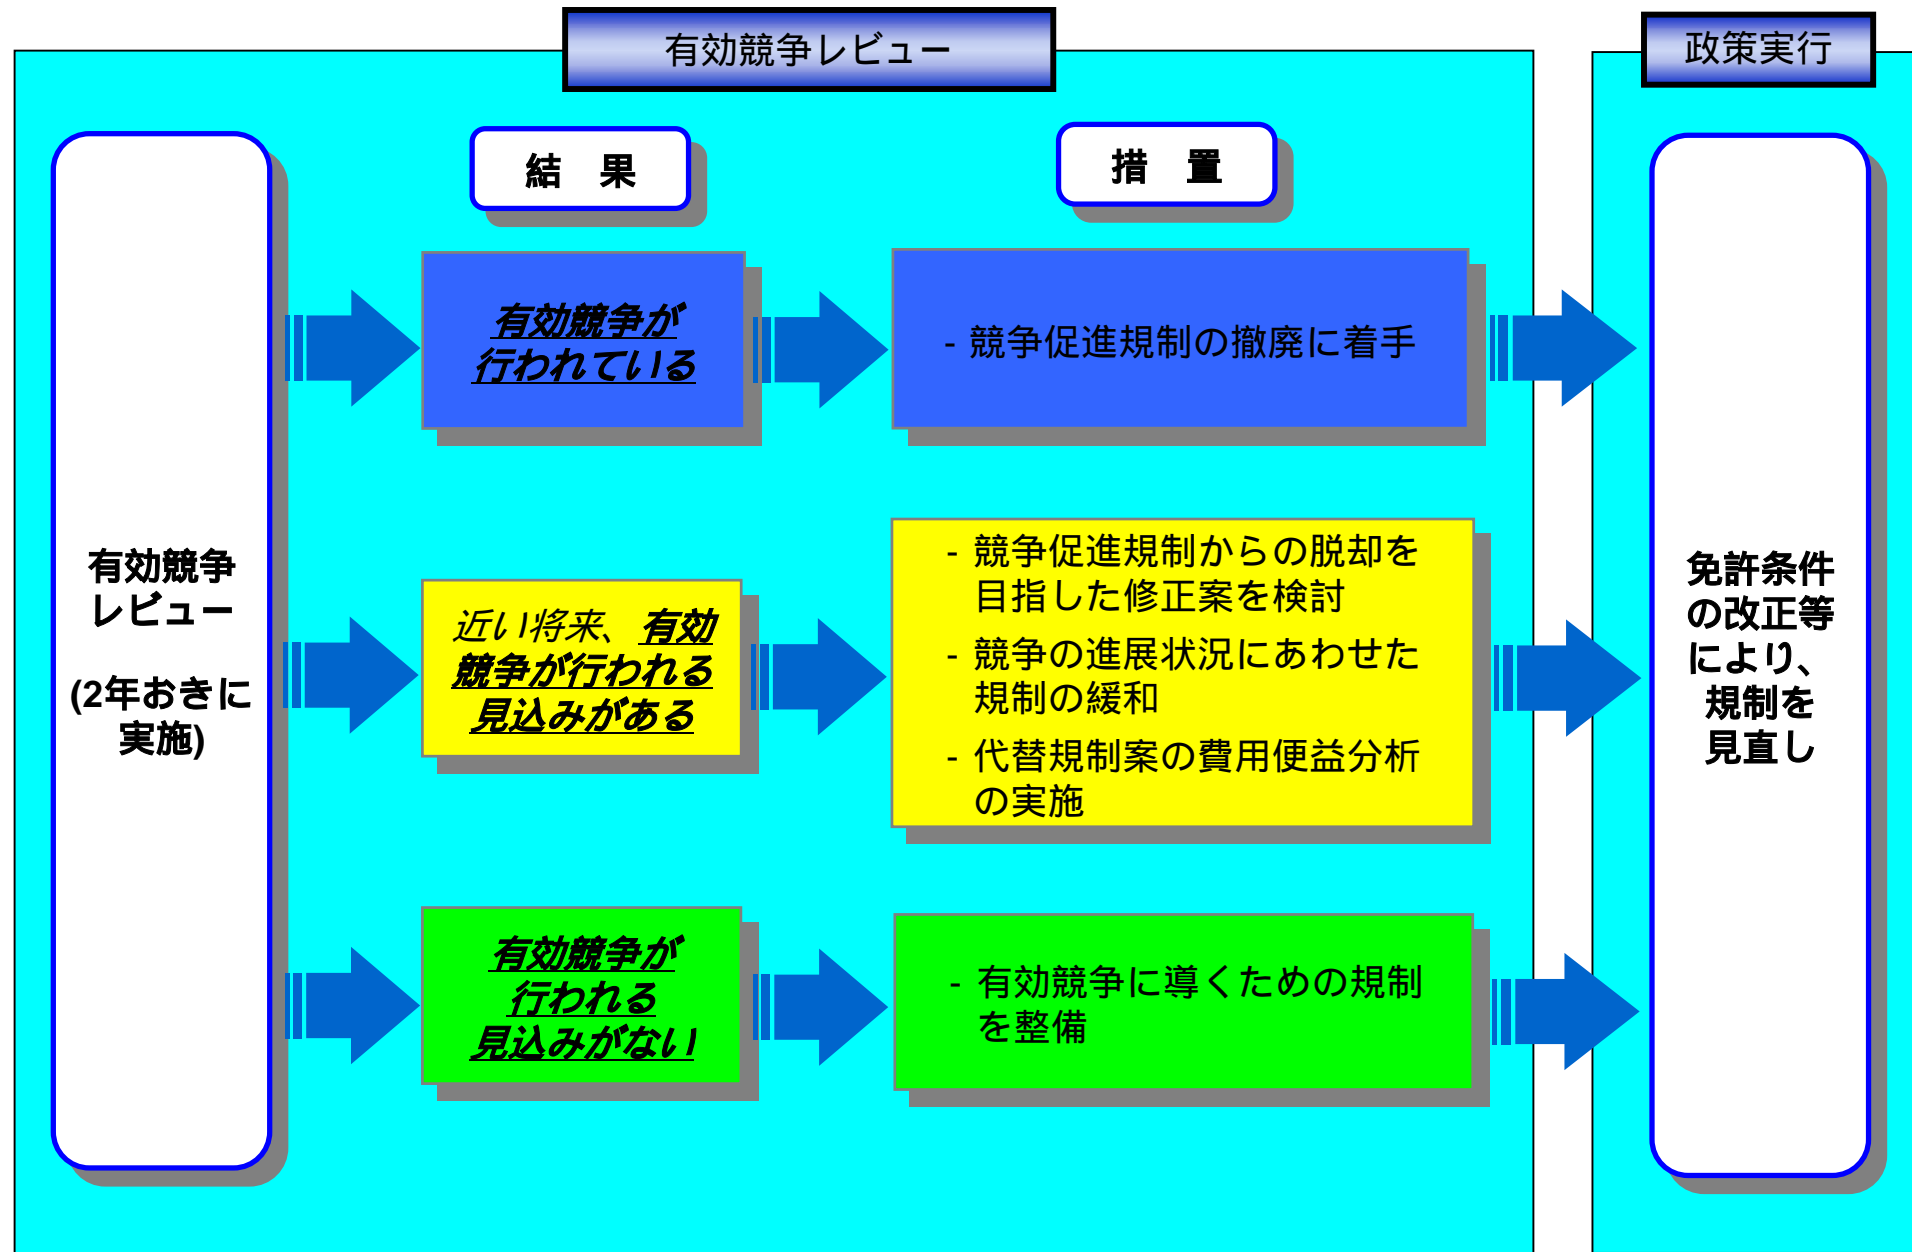 有効競争レビュー
政策実行
結　果
措　置
有効競争
レビュー
(2年おきに
実施)
有効競争が
行われている
- 競争促進規制の撤廃に着手
近い将来、有効
競争が行われる
見込みがある
- 競争促進規制からの脱却を
目指した修正案を検討
- 競争の進展状況にあわせた
規制の緩和
- 代替規制案の費用便益分析
の実施
有効競争が
行われる
見込みがない
- 有効競争に導くための規制
を整備
免許条件
の改正等
により、
規制を
見直し